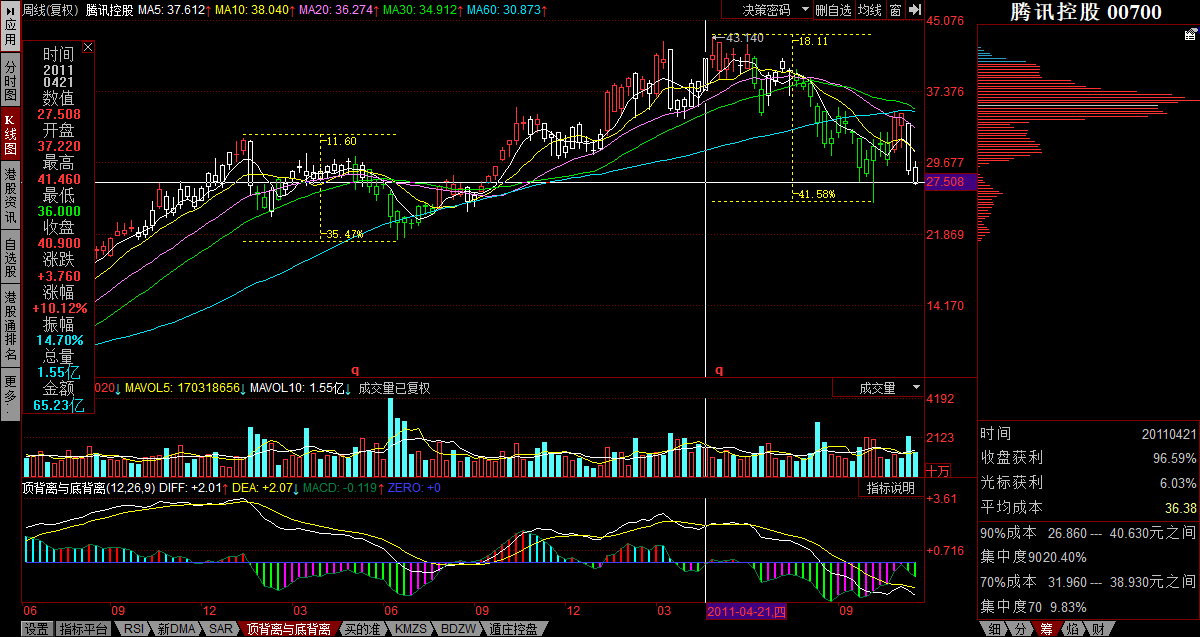 周线(复权) 腾讯控股 MA5: 37.612↑ MA10: 38.040↑ MA20: 36.274↑ MA30: 34.912↑ MA60: 30.873↑
决策密码 删自选 均线 窗
腾讯控股 00700
应用
分时图
K线图
港股资讯
自选股
港股通排名
更多
时间
2011
0421
数值
27.508
开盘
37.220
最高
41.460
最低
36.000
收盘
40.900
涨跌
+3.760
涨幅
+10.12%
振幅
14.70%
总量
1.55亿
金额
65.23亿
45.076
37.376
29.677
27.508
21.869
14.170
43.140
18.11
11.60
35.47%
41.58%
q
q
020↓ MAVOL5: 170318656↓ MAVOL10: 1.55亿↓ 成交量已复权
成交量
4192
2123
十万
顶背离与底背离(12,26,9) DIFF: +2.01↑ DEA: +2.07↓ MACD: -0.119↑ ZERO: +0
指标说明
+3.61
+0.716
06 09 12 03 06 09 12 03 2011-04-21,四 09
设置 指标平台 RSI 新DMA SAR 顶背离与底背离 买的准 KMZS BDZW 通庄控盘
时间 20110421
收盘获利 96.59%
光标获利 6.03%
平均成本 36.38
90%成本 26.860 --- 40.630元之间
集中度90 20.40%
70%成本 31.960 --- 38.930元之间
集中度70 9.83%
细 分 筹 焰 财